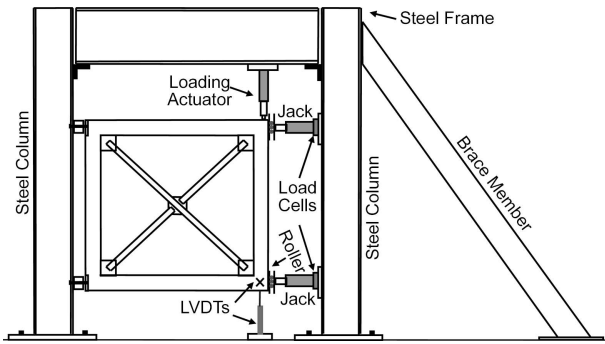 Steel Frame
Loading
Actuator
Jack
Steel Column
Load
Cells
Steel Column
Brace Member
Roller
LVDTs
Jack